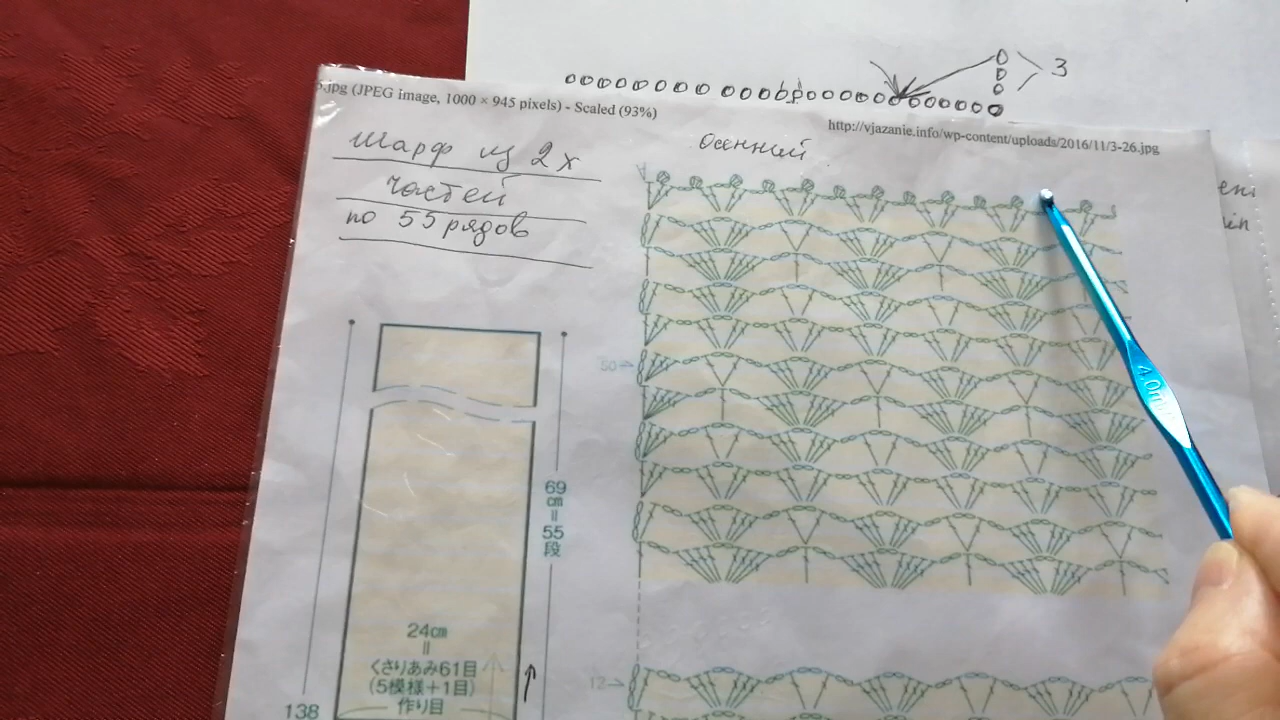 3
.jpg (JPEG image, 1000 × 945 pixels) - Scaled (93%)
http://vjazanie.info/wp-content/uploads/2016/11/3-26.jpg
Шарф из 2х
частей
по 55 рядов
Осенний
50
69
cm
=
55
段
4.0m
24cm
=
くさりあみ61目
(5模様+1目)
作り目
138
12